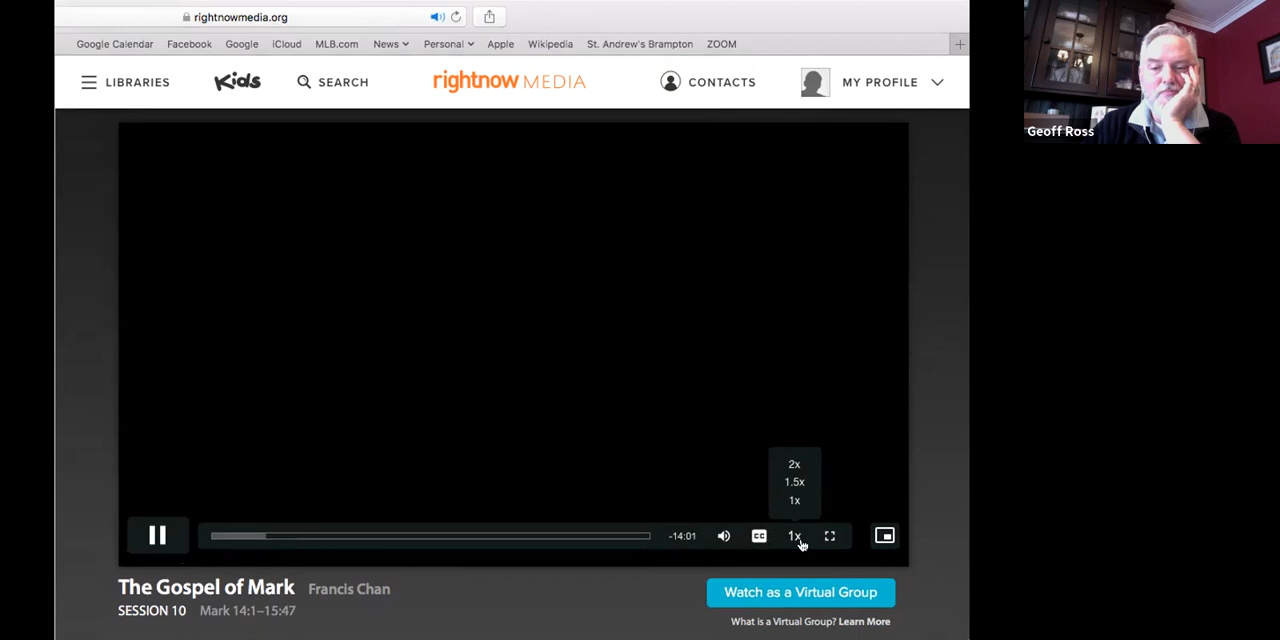 rightnowmedia.org
Google Calendar Facebook Google iCloud MLB.com News Personal Apple Wikipedia St. Andrew's Brampton ZOOM
LIBRARIES Kids SEARCH rightnow MEDIA CONTACTS MY PROFILE
Geoff Ross
2x
1.5x
1x
-14:01 CC 1x
The Gospel of Mark Francis Chan
SESSION 10 Mark 14:1–15:47
Watch as a Virtual Group
What is a Virtual Group? Learn More